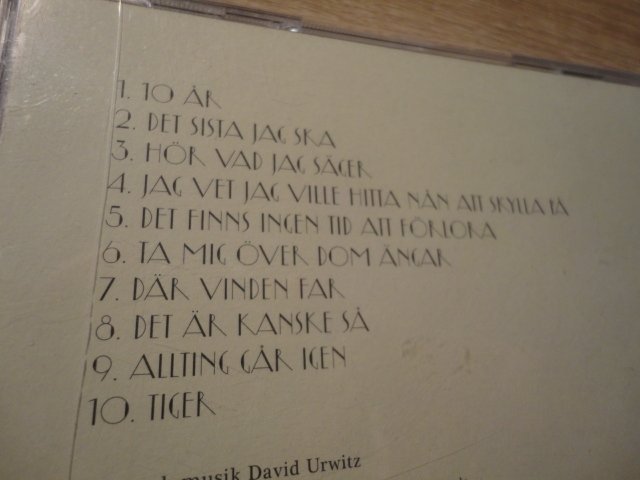 1. 10 ÅR
2. DET SISTA JAG SKA
3. HÖR VAD JAG SÄGER
4. JAG VET JAG VILLE HITTA NÅN ATT SKYLLA PÅ
5. DET FINNS INGEN TID ATT FÖRLORA
6. TA MIG ÖVER DOM ÄNGAR
7. DÄR VINDEN FAR
8. DET ÄR KANSKE SÅ
9. ALLTING GÅR IGEN
10. TIGER
musik David Urwitz